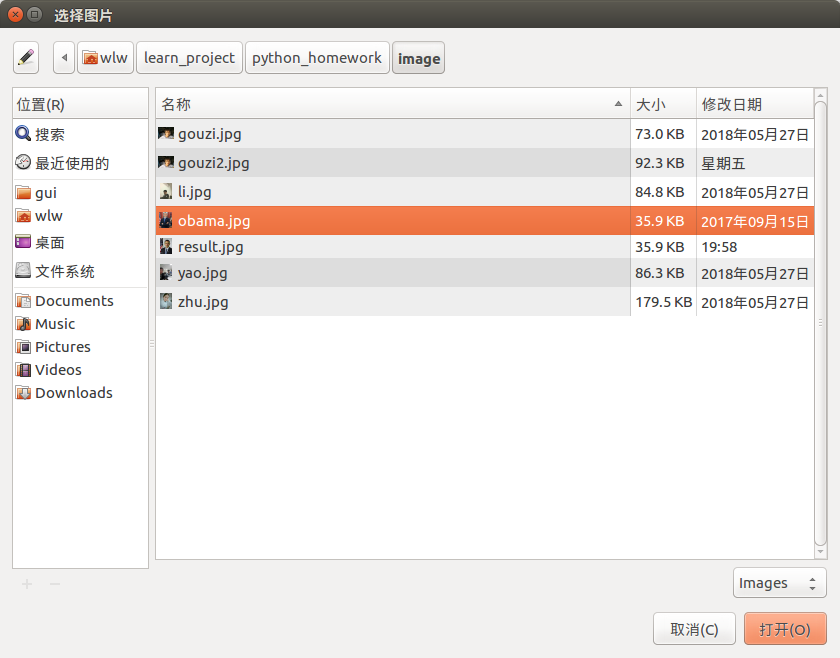 选择图片
wlw learn_project python_homework image
位置(R)
搜索
最近使用的
gui
wlw
桌面
文件系统
Documents
Music
Pictures
Videos
Downloads
名称 大小 修改日期
gouzi.jpg 73.0 KB 2018年05月27日
gouzi2.jpg 92.3 KB 星期五
li.jpg 84.8 KB 2018年05月27日
obama.jpg 35.9 KB 2017年09月15日
result.jpg 35.9 KB 19:58
yao.jpg 86.3 KB 2018年05月27日
zhu.jpg 179.5 KB 2018年05月27日
Images
取消(C) 打开(O)